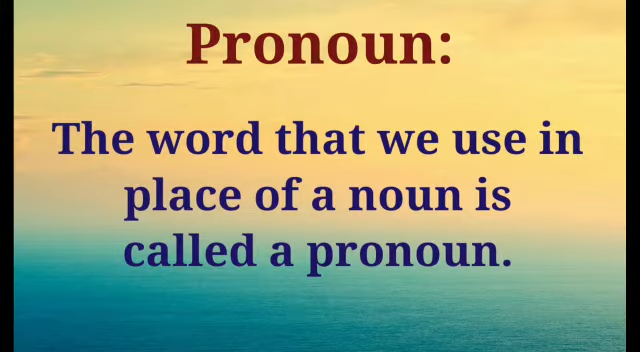 Pronoun:
The word that we use in
place of a noun is
called a pronoun.